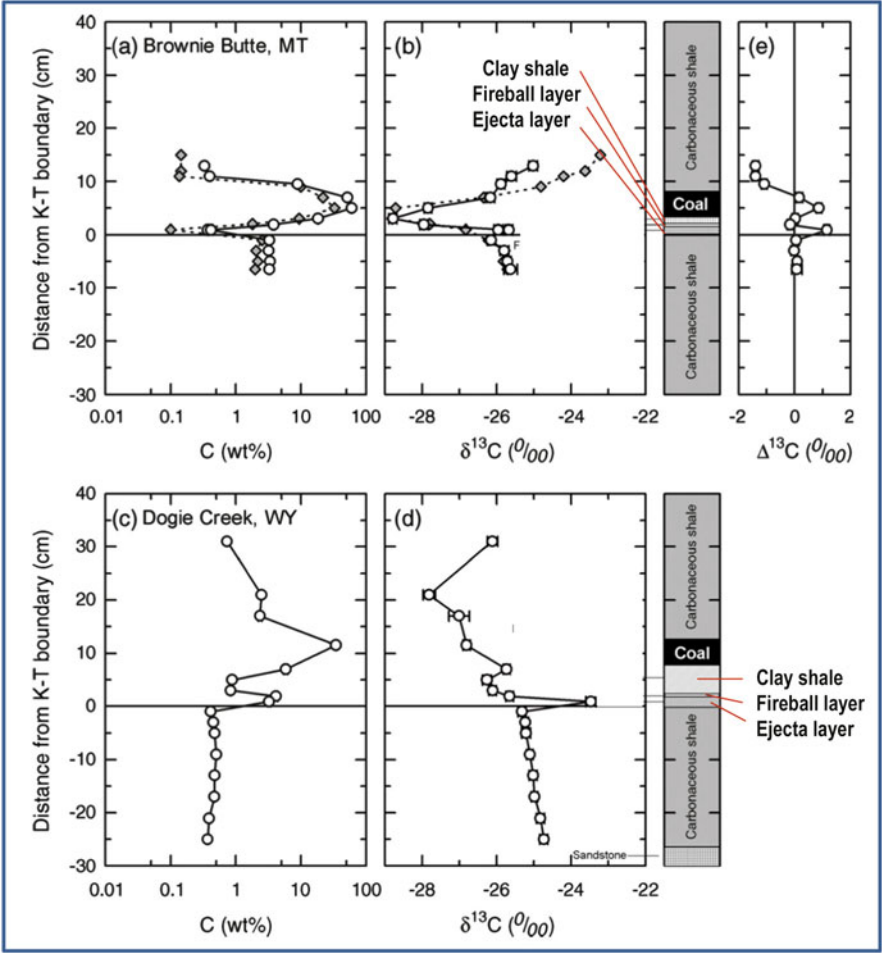 (a) Brownie Butte, MT
(b)
(e)
Clay shale
Fireball layer
Ejecta layer
Carbonaceous shale
Coal
Carbonaceous shale
F
Distance from K-T boundary (cm)
40
30
20
10
0
-10
-20
-30
0.01 0.1 1 10 100
-28 -26 -24 -22
-2 0 2
C (wt%)
δ13C (0/00)
Δ13C (0/00)
(c) Dogie Creek, WY
(d)
Carbonaceous shale
Coal
Clay shale
Fireball layer
Ejecta layer
Carbonaceous shale
Sandstone
Distance from K-T boundary (cm)
40
30
20
10
0
-10
-20
-30
0.01 0.1 1 10 100
-28 -26 -24 -22
C (wt%)
δ13C (0/00)